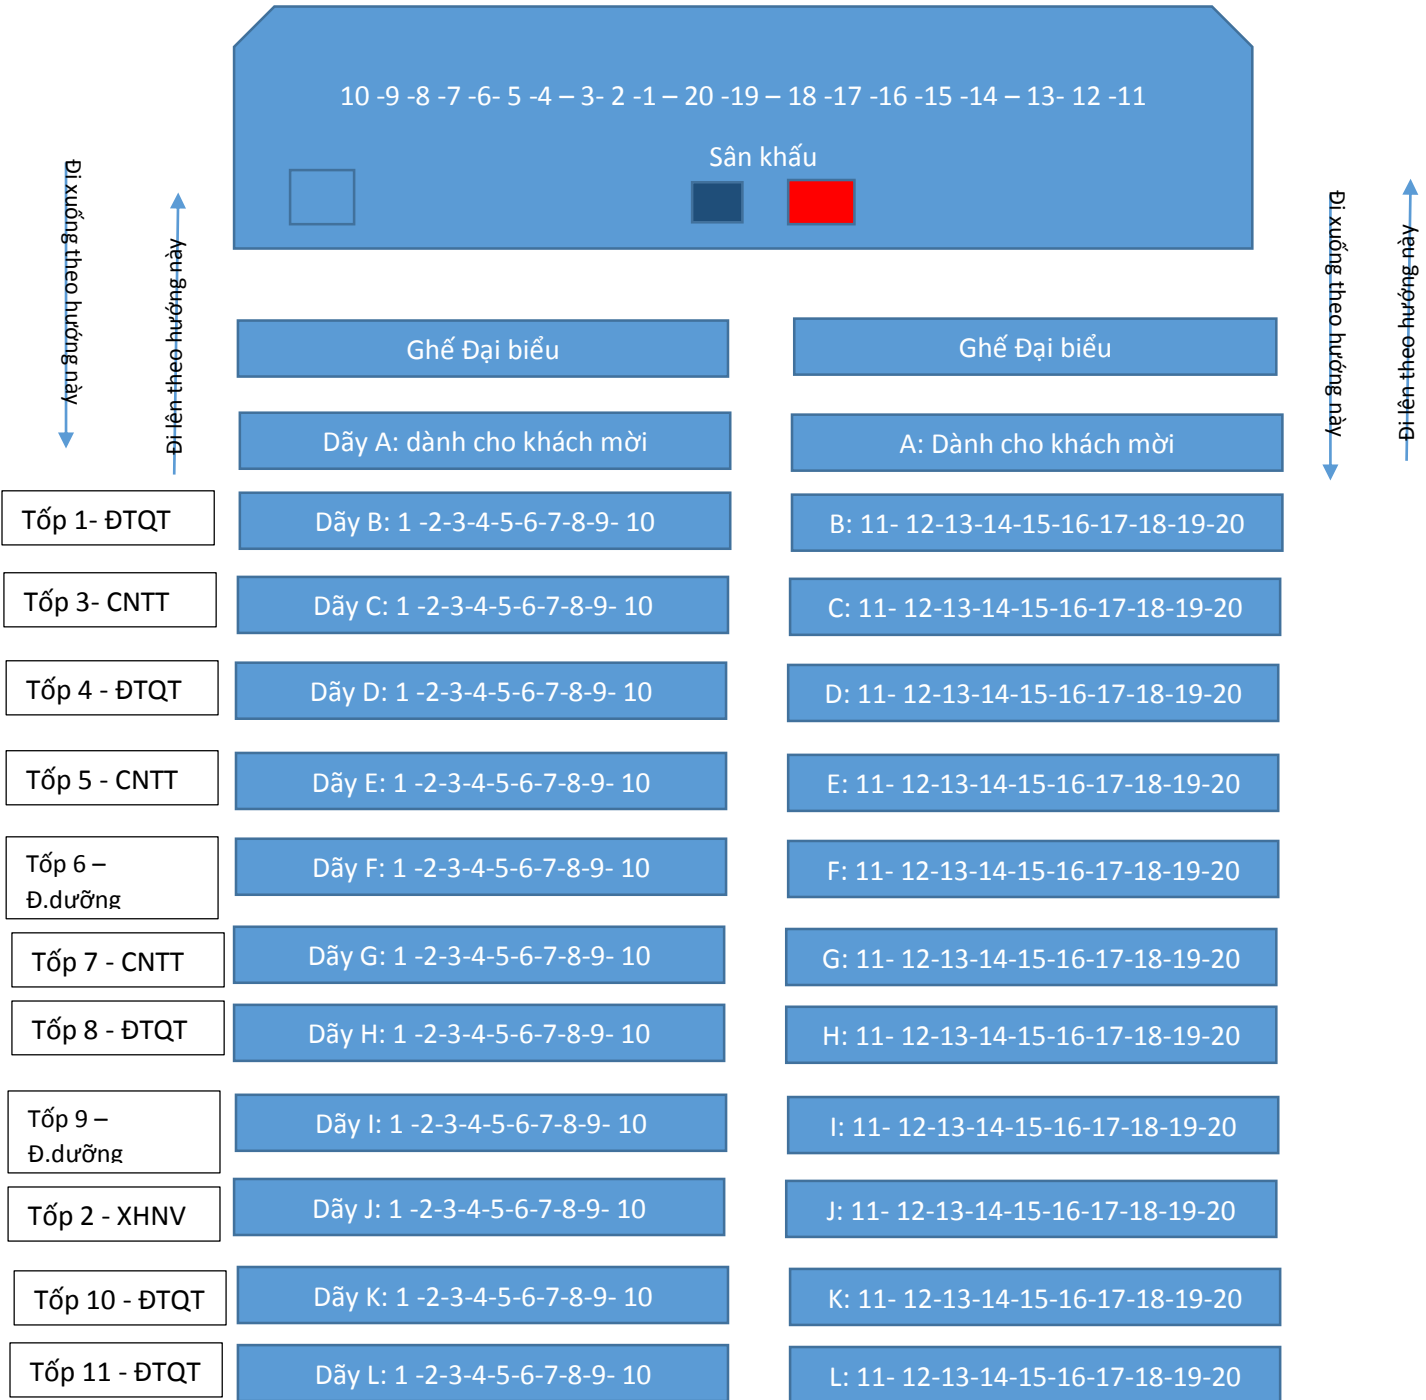 10 -9 -8 -7 -6- 5 -4 – 3- 2 -1 – 20 -19 – 18 -17 -16 -15 -14 – 13- 12 -11
Sân khấu
Đi xuống theo hướng này
Đi lên theo hướng này
Đi xuống theo hướng này
Đi lên theo hướng này
Ghế Đại biểu
Ghế Đại biểu
Dãy A: dành cho khách mời
A: Dành cho khách mời
Tốp 1- ĐTQT
Dãy B: 1 -2-3-4-5-6-7-8-9- 10
B: 11- 12-13-14-15-16-17-18-19-20
Tốp 3- CNTT
Dãy C: 1 -2-3-4-5-6-7-8-9- 10
C: 11- 12-13-14-15-16-17-18-19-20
Tốp 4 - ĐTQT
Dãy D: 1 -2-3-4-5-6-7-8-9- 10
D: 11- 12-13-14-15-16-17-18-19-20
Tốp 5 - CNTT
Dãy E: 1 -2-3-4-5-6-7-8-9- 10
E: 11- 12-13-14-15-16-17-18-19-20
Tốp 6 –
Đ.dưỡng
Dãy F: 1 -2-3-4-5-6-7-8-9- 10
F: 11- 12-13-14-15-16-17-18-19-20
Tốp 7 - CNTT
Dãy G: 1 -2-3-4-5-6-7-8-9- 10
G: 11- 12-13-14-15-16-17-18-19-20
Tốp 8 - ĐTQT
Dãy H: 1 -2-3-4-5-6-7-8-9- 10
H: 11- 12-13-14-15-16-17-18-19-20
Tốp 9 –
Đ.dưỡng
Dãy I: 1 -2-3-4-5-6-7-8-9- 10
I: 11- 12-13-14-15-16-17-18-19-20
Tốp 2 - XHNV
Dãy J: 1 -2-3-4-5-6-7-8-9- 10
J: 11- 12-13-14-15-16-17-18-19-20
Tốp 10 - ĐTQT
Dãy K: 1 -2-3-4-5-6-7-8-9- 10
K: 11- 12-13-14-15-16-17-18-19-20
Tốp 11 - ĐTQT
Dãy L: 1 -2-3-4-5-6-7-8-9- 10
L: 11- 12-13-14-15-16-17-18-19-20